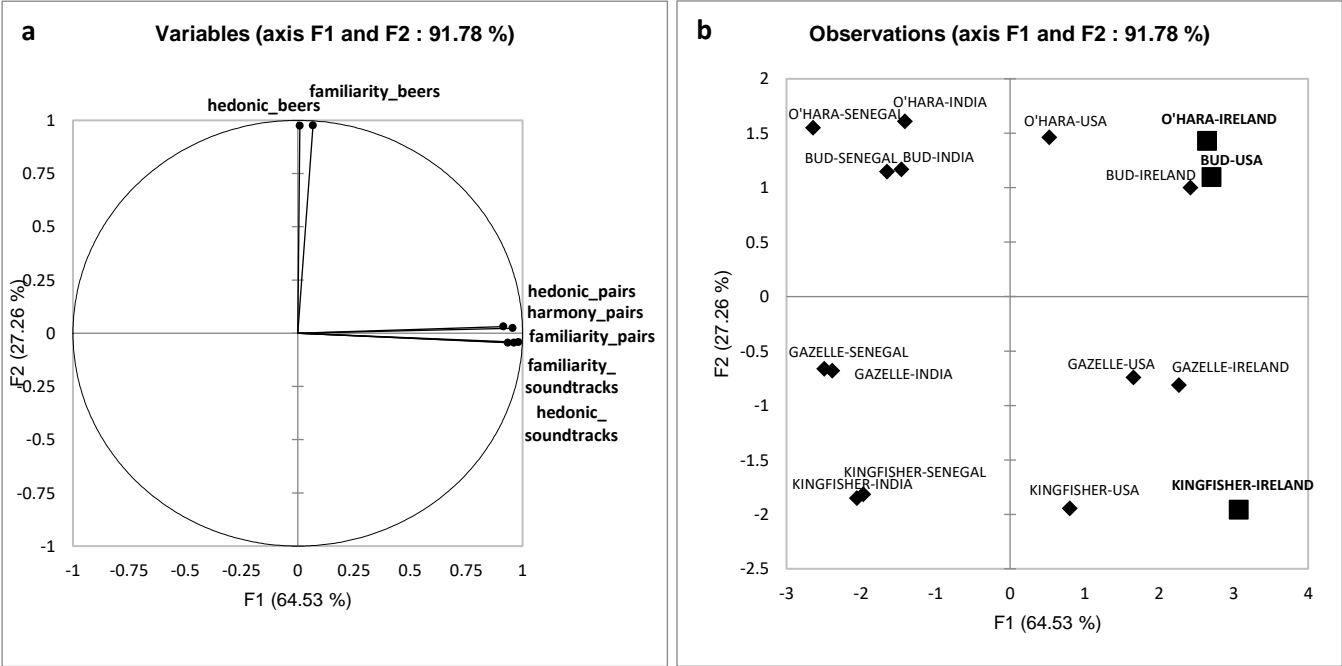 a
Variables (axis F1 and F2 : 91.78 %)
familiarity_beers
hedonic_beers
1
0.75
0.5
0.25
0
-0.25
-0.5
-0.75
-1
F2 (27.26 %)
hedonic_pairs
harmony_pairs
familiarity_pairs
familiarity_
soundtracks
hedonic_
soundtracks
-1 -0.75 -0.5 -0.25 0 0.25 0.5 0.75 1
F1 (64.53 %)
b
Observations (axis F1 and F2 : 91.78 %)
2
1.5
1
0.5
0
-0.5
-1
-1.5
-2
-2.5
F2 (27.26 %)
O'HARA-INDIA
O'HARA-SENEGAL
O'HARA-USA
O'HARA-IRELAND
BUD-SENEGAL
BUD-INDIA
BUD-USA
BUD-IRELAND
GAZELLE-SENEGAL
GAZELLE-INDIA
GAZELLE-USA
GAZELLE-IRELAND
KINGFISHER-SENEGAL
KINGFISHER-INDIA
KINGFISHER-USA
KINGFISHER-IRELAND
-3 -2 -1 0 1 2 3 4
F1 (64.53 %)